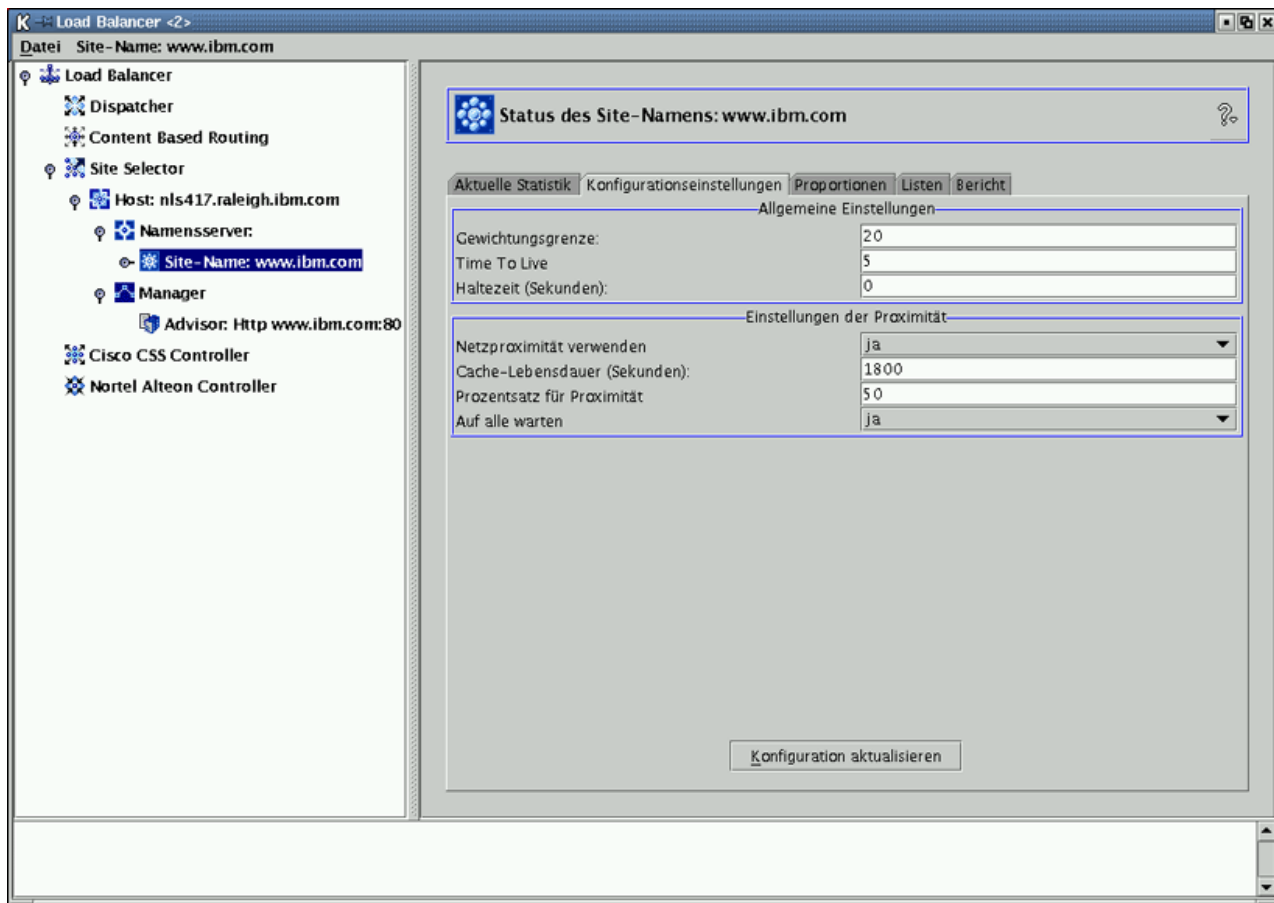 Load Balancer <2>
Datei Site-Name: www.ibm.com
Load Balancer
Dispatcher
Content Based Routing
Site Selector
Host: nls417.raleigh.ibm.com
Namensserver:
Site-Name: www.ibm.com
Manager
Advisor: Http www.ibm.com:80
Cisco CSS Controller
Nortel Alteon Controller
Status des Site-Namens: www.ibm.com
Aktuelle Statistik Konfigurationseinstellungen Proportionen Listen Bericht
Allgemeine Einstellungen
Gewichtungsgrenze: 20
Time To Live 5
Haltezeit (Sekunden): 0
Einstellungen der Proximität
Netzproximität verwenden ja
Cache-Lebensdauer (Sekunden): 1800
Prozentsatz für Proximität 50
Auf alle warten ja
Konfiguration aktualisieren